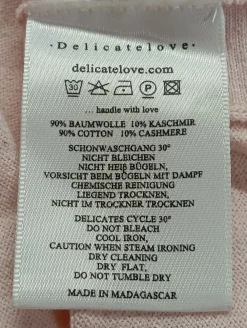 · Delicatelove ·
delicatelove.com
30 P
... handle with love
90% BAUMWOLLE 10% KASCHMIR
90% COTTON 10% CASHMERE
SCHONWASCHGANG 30°
NICHT BLEICHEN
NICHT HEIẞ BÜGELN,
VORSICHT BEIM BÜGELN MIT DAMPF
CHEMISCHE REINIGUNG
LIEGEND TROCKNEN,
NICHT IM TROCKNER TROCKNEN
DELICATES CYCLE 30°
DO NOT BLEACH
COOL IRON,
CAUTION WHEN STEAM IRONING
DRY CLEANING
DRY FLAT,
DO NOT TUMBLE DRY
MADE IN MADAGASCAR